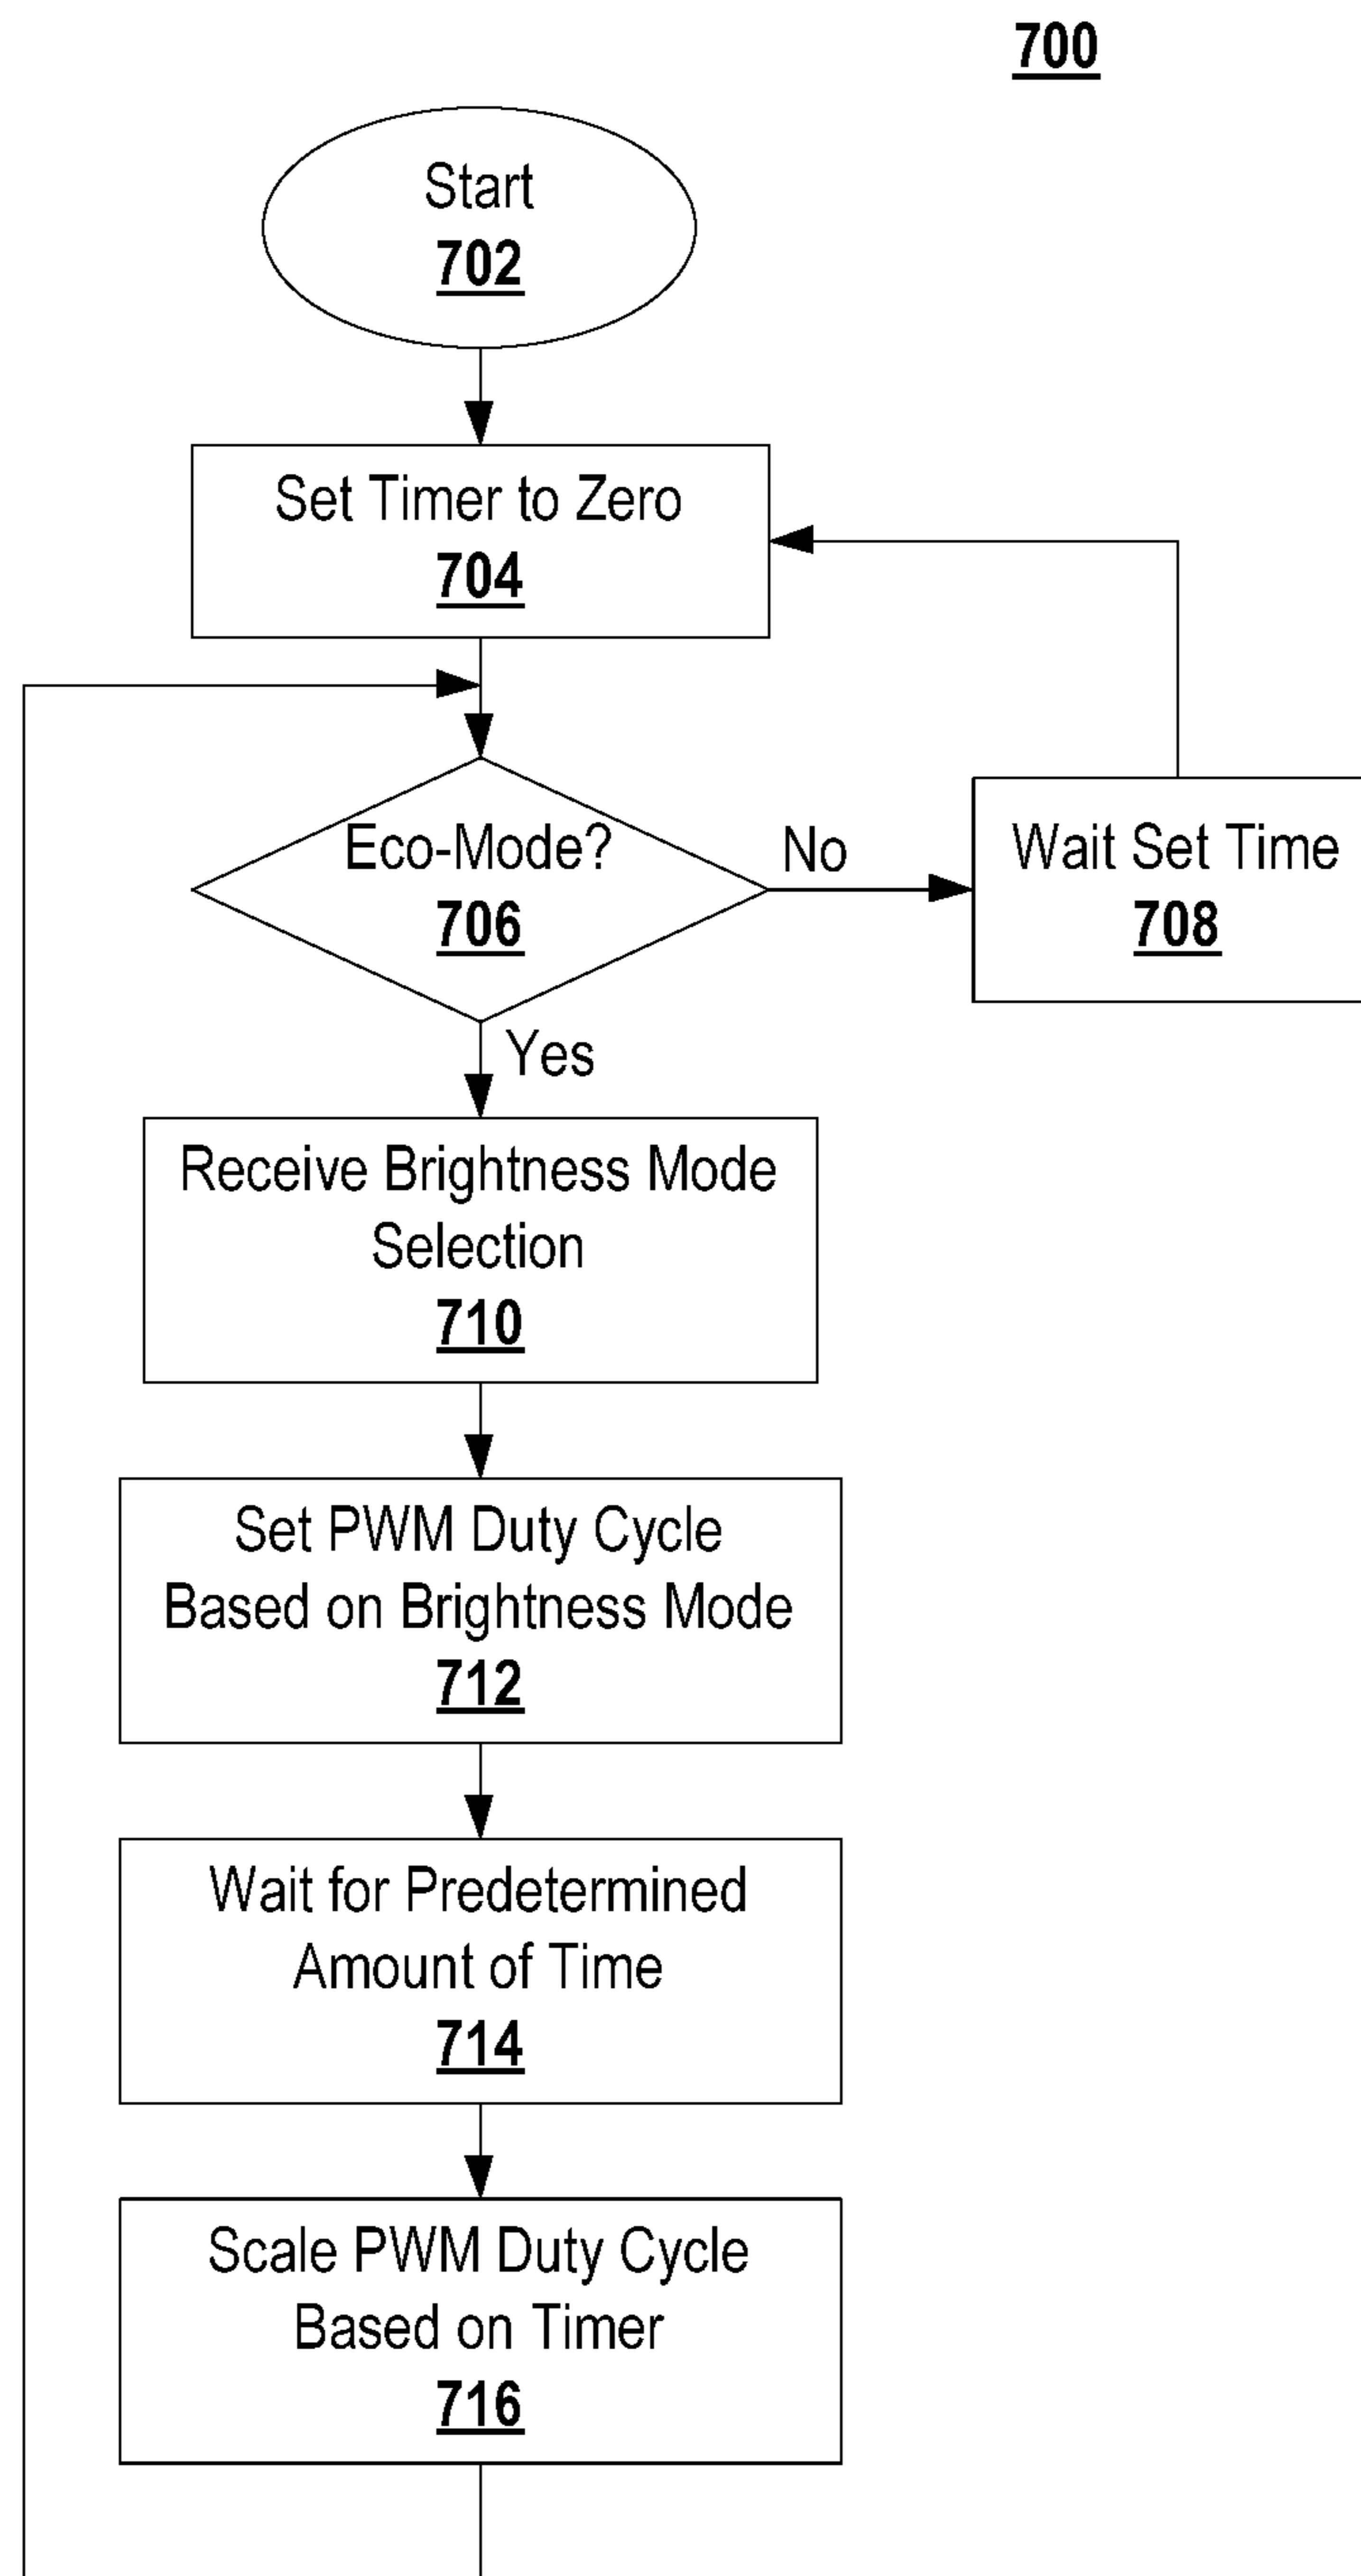 700
Start
702
Set Timer to Zero
704
Eco-Mode?
706
No
Wait Set Time
708
Yes
Receive Brightness Mode
Selection
710
Set PWM Duty Cycle
Based on Brightness Mode
712
Wait for Predetermined
Amount of Time
714
Scale PWM Duty Cycle
Based on Timer
716